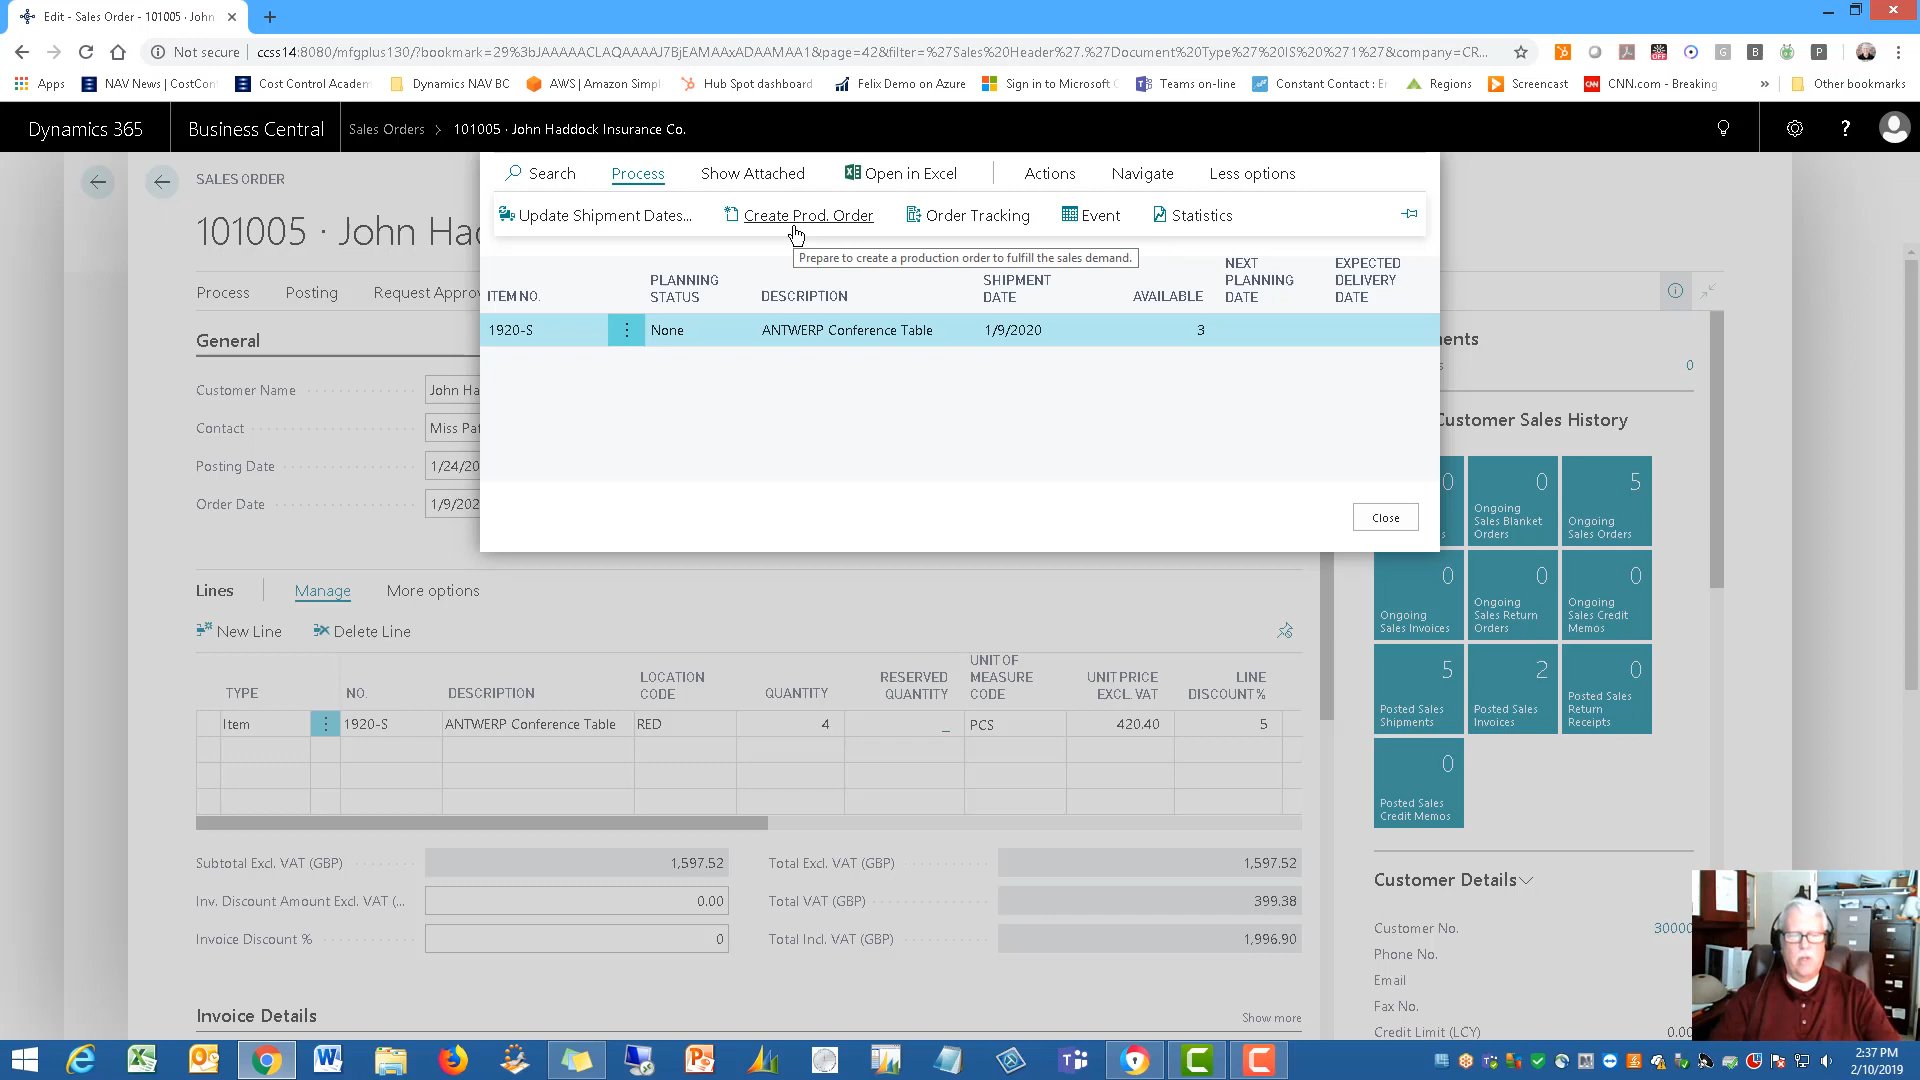 Edit - Sales Order - 101005 · John
Not secure
ccss14:8080/mfgplus130/?bookmark=29%3bJAAAAACLAQAAAAJ7BjEAMAAxADAAMAA1&page=42&filter=%27Sales%20Header%27.%27Document%20Type%27%20IS%20%271%27&company=CR...
Apps
NAV News | CostCon
Cost Control Academ
Dynamics NAV BC
AWS | Amazon Simpl
Hub Spot dashboard
Felix Demo on Azure
Sign in to Microsoft
Teams on-line
Constant Contact : Er
Regions
Screencast
CNN.com - Breaking
»
Other bookmarks
Dynamics 365
Business Central
Sales Orders > 101005 · John Haddock Insurance Co.
?
SALES ORDER
101005 · John Had
Process
Posting
Request Approv
Search
Process
Show Attached
Open in Excel
Actions
Navigate
Less options
Update Shipment Dates...
Create Prod. Order
Order Tracking
Event
Statistics
Prepare to create a production order to fulfill the sales demand.
ITEM NO.
PLANNING STATUS
DESCRIPTION
SHIPMENT DATE
AVAILABLE
NEXT PLANNING DATE
EXPECTED DELIVERY DATE
1920-S
None
ANTWERP Conference Table
1/9/2020
3
Close
General
Customer Name
John Ha
Contact
Miss Pat
Posting Date
1/24/20
Order Date
1/9/202
Lines
Manage
More options
New Line
Delete Line
TYPE
NO.
DESCRIPTION
LOCATION CODE
QUANTITY
RESERVED QUANTITY
UNIT OF MEASURE CODE
UNIT PRICE EXCL. VAT
LINE DISCOUNT %
Item
1920-S
ANTWERP Conference Table
RED
4
_
PCS
420.40
5
Subtotal Excl. VAT (GBP)
1,597.52
Total Excl. VAT (GBP)
1,597.52
Inv. Discount Amount Excl. VAT (...
0.00
Total VAT (GBP)
399.38
Invoice Discount %
0
Total Incl. VAT (GBP)
1,996.90
Invoice Details
Show more
ments
s
0
Customer Sales History
0
s
0
Ongoing
Sales Blanket
Orders
5
Ongoing
Sales Orders
0
Ongoing
Sales Invoices
0
Ongoing
Sales Return
Orders
0
Ongoing
Sales Credit
Memos
5
Posted Sales
Shipments
2
Posted Sales
Invoices
0
Posted Sales
Return
Receipts
0
Posted Sales
Credit Memos
Customer Details
Customer No.
30000
Phone No.
Email
Fax No.
Credit Limit (LCY)
0.00
2:37 PM
2/10/2019